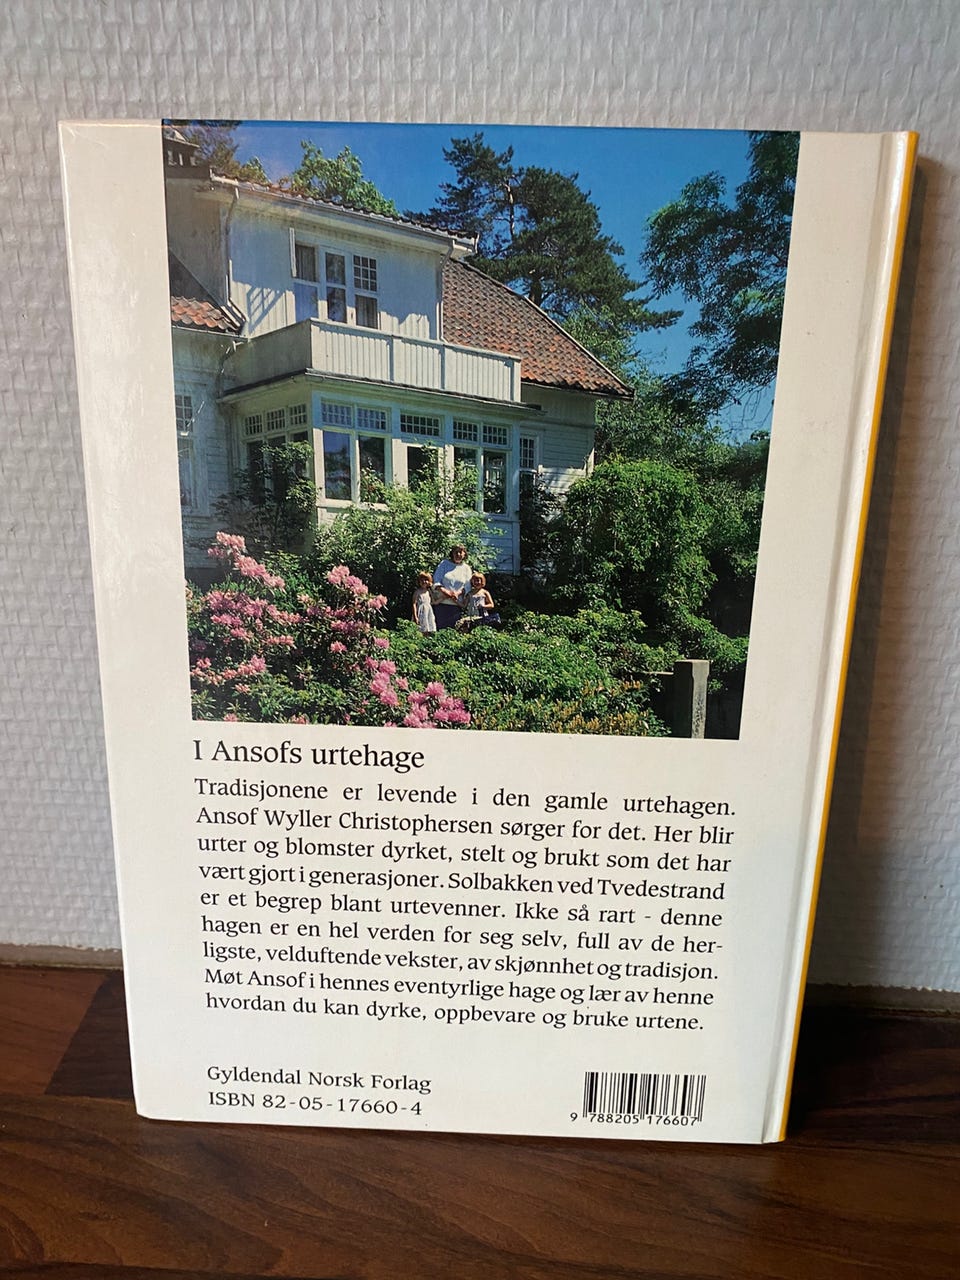 I Ansofs urtehage
Tradisjonene er levende i den gamle urtehagen.
Ansof Wyller Christophersen sørger for det. Her blir
urter og blomster dyrket, stelt og brukt som det har
vært gjort i generasjoner. Solbakken ved Tvedestrand
er et begrep blant urtevenner. Ikke så rart - denne
hagen er en hel verden for seg selv, full av de her-
ligste, velduftende vekster, av skjønnhet og tradisjon.
Møt Ansof i hennes eventyrlige hage og lær av henne
hvordan du kan dyrke, oppbevare og bruke urtene.
Gyldendal Norsk Forlag
ISBN 82-05-17660-4
9 788205 176607